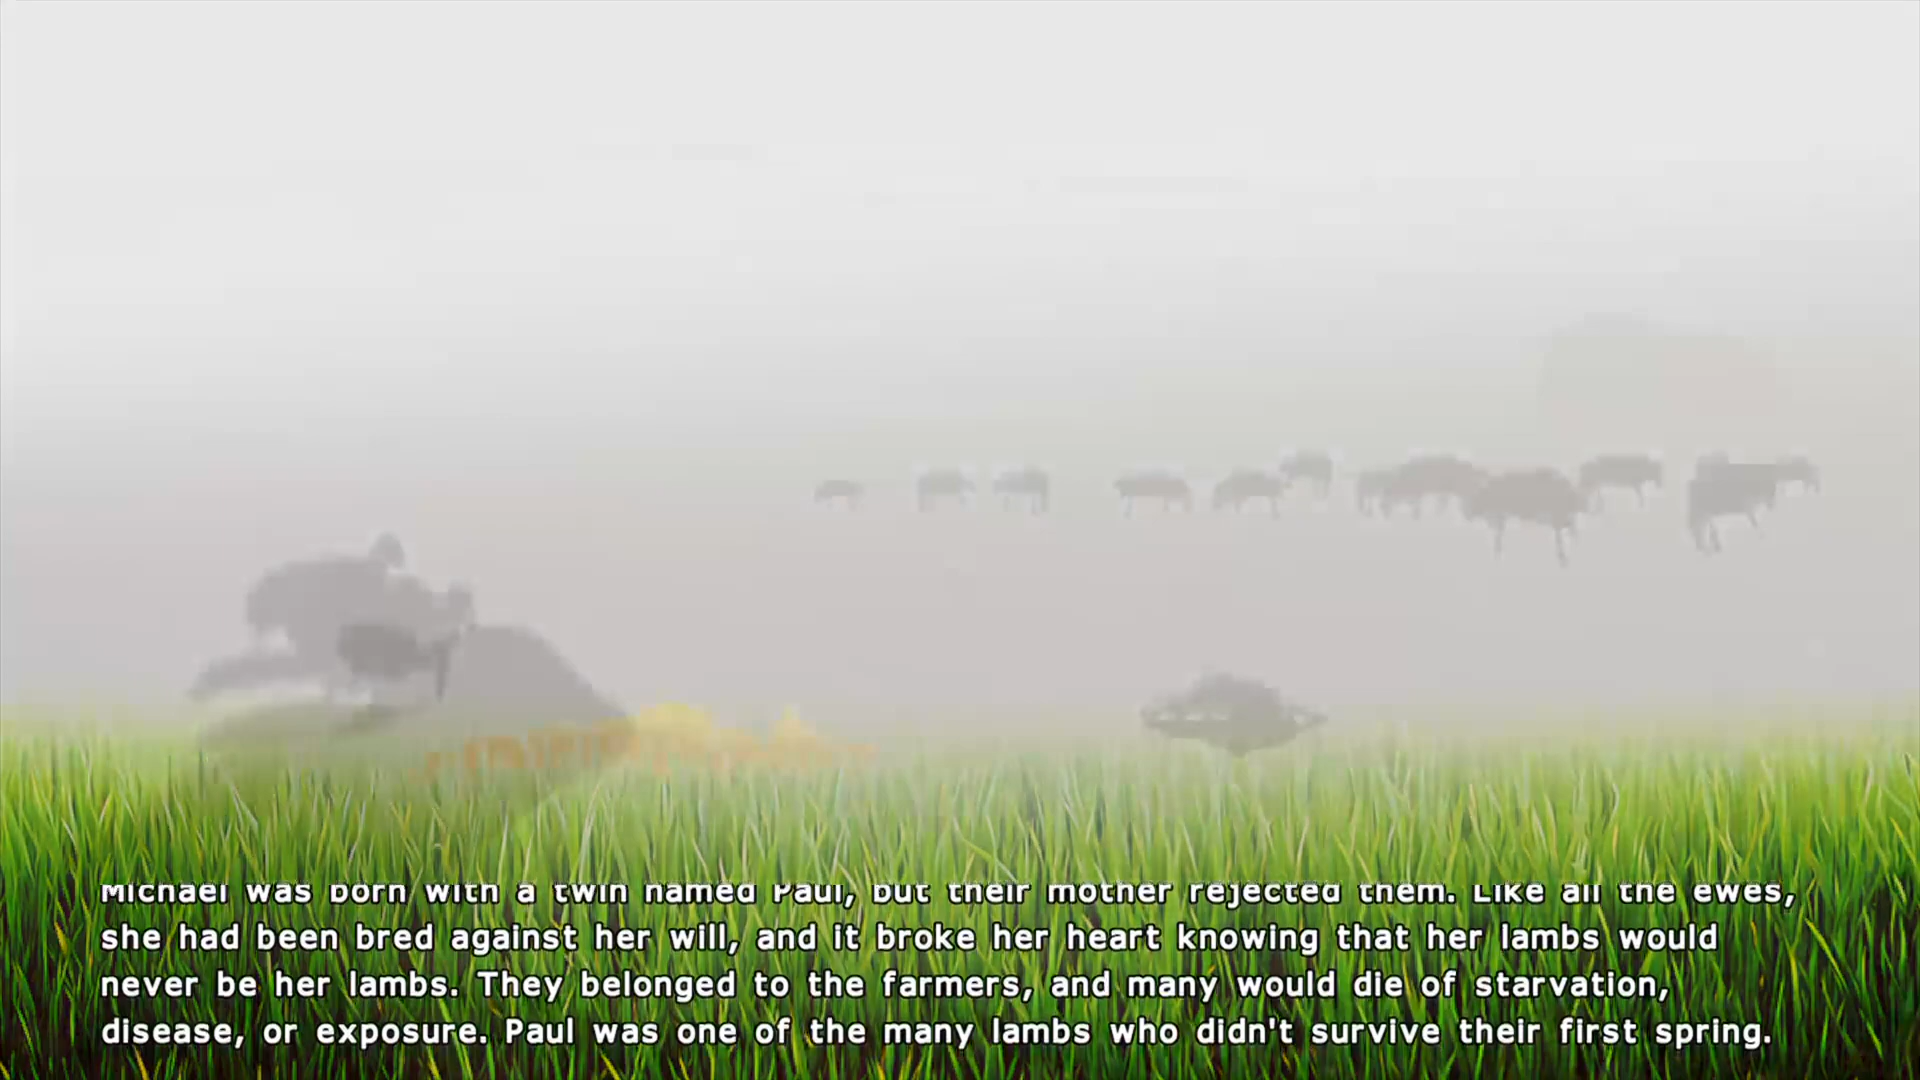 Michael was born with a twin named Paul, but their mother rejected them. Like all the ewes,
she had been bred against her will, and it broke her heart knowing that her lambs would
never be her lambs. They belonged to the farmers, and many would die of starvation,
disease, or exposure. Paul was one of the many lambs who didn't survive their first spring.